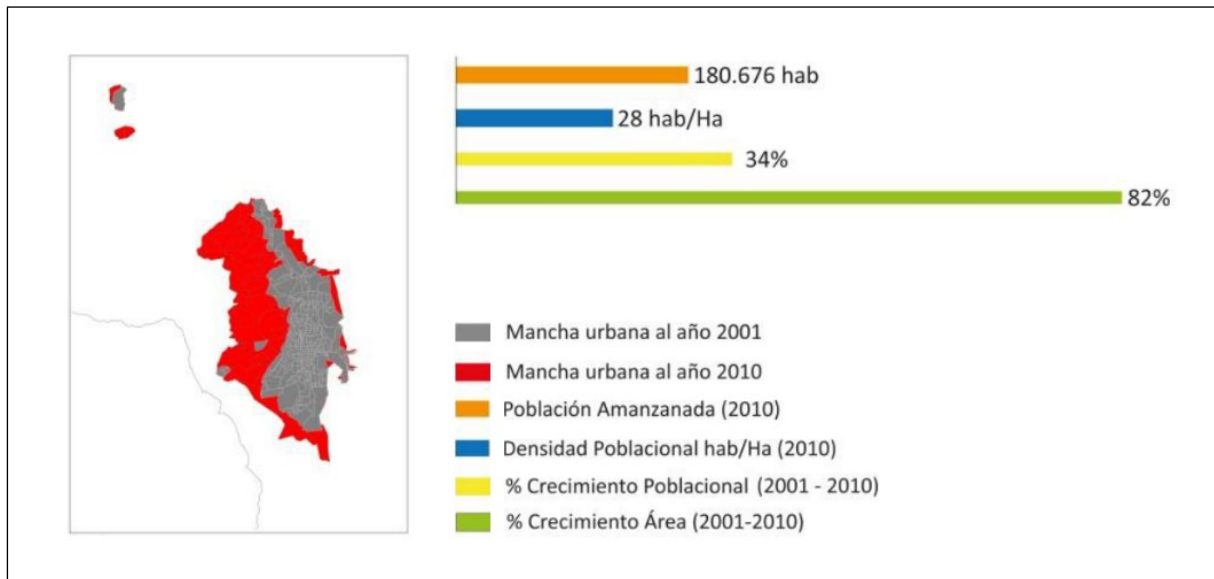 180.676 hab
28 hab/Ha
34%
82%
Mancha urbana al año 2001
Mancha urbana al año 2010
Población Amanzanada (2010)
Densidad Poblacional hab/Ha (2010)
% Crecimiento Poblacional (2001 - 2010)
% Crecimiento Área (2001-2010)